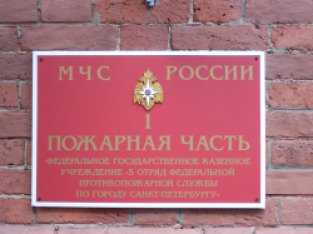 МЧС РОССИИ
1
ПОЖАРНАЯ ЧАСТЬ
ФЕДЕРАЛЬНОЕ ГОСУДАРСТВЕННОЕ КАЗЕННОЕ
УЧРЕЖДЕНИЕ «5 ОТРЯД ФЕДЕРАЛЬНОЙ
ПРОТИВОПОЖАРНОЙ СЛУЖБЫ
ПО ГОРОДУ САНКТ-ПЕТЕРБУРГУ»